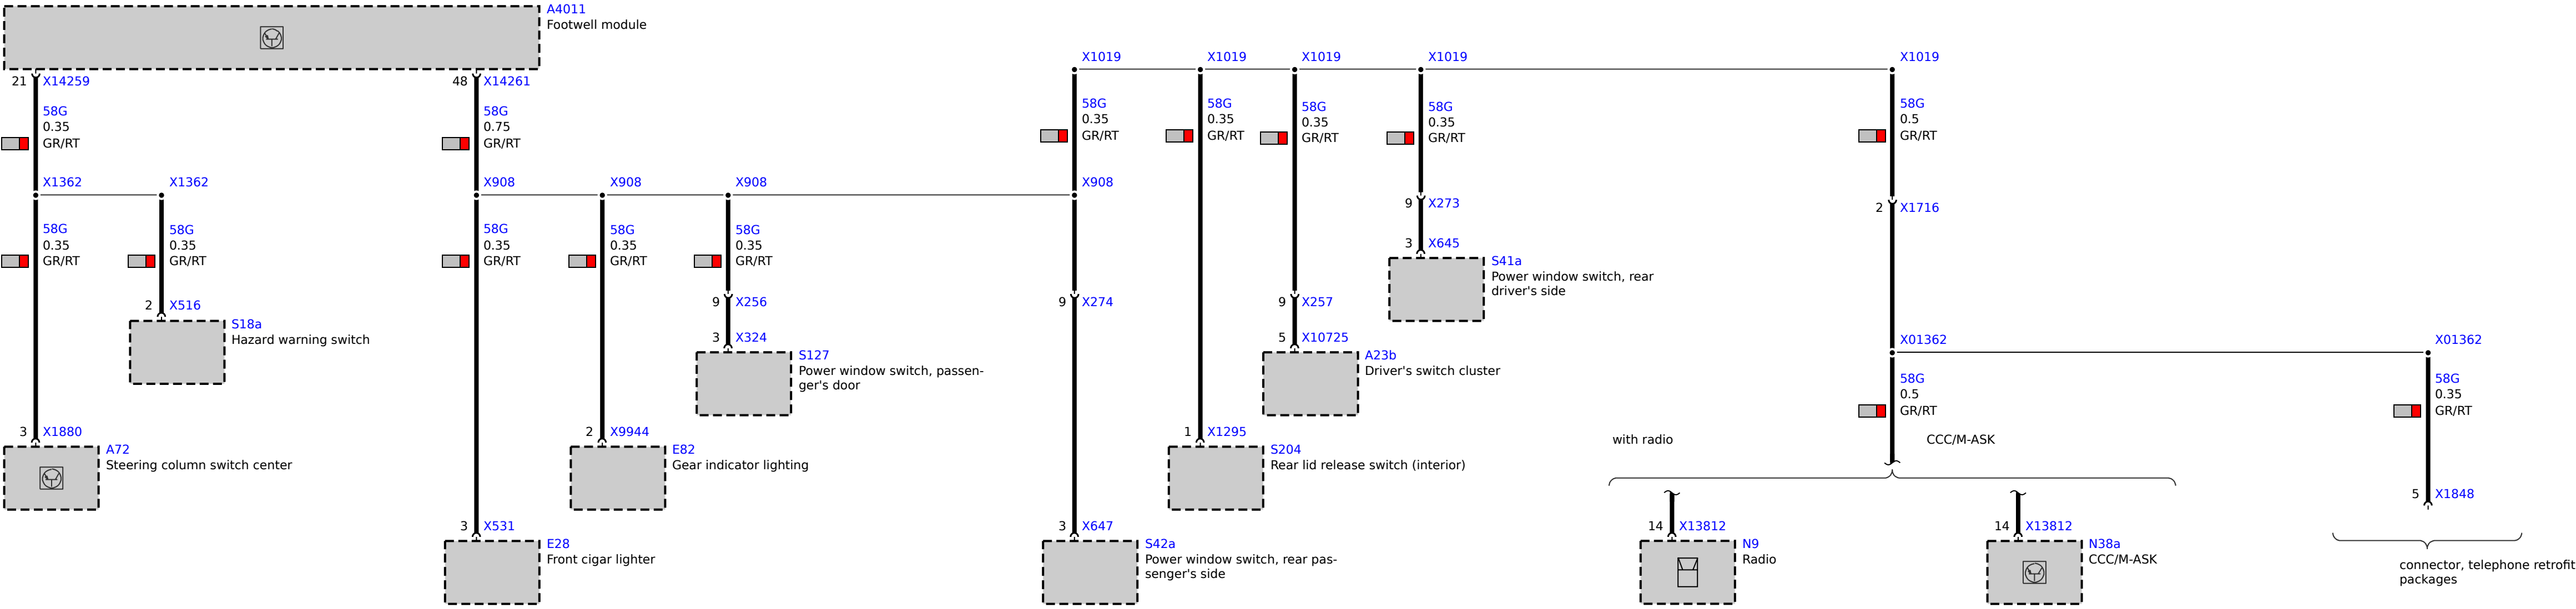 A4011
Footwell module
21 X14259
48 X14261
58G
0.35
GR/RT
58G
0.75
GR/RT
X1019
X1019
X1019
X1019
X1019
58G
0.35
GR/RT
58G
0.35
GR/RT
58G
0.35
GR/RT
58G
0.35
GR/RT
58G
0.5
GR/RT
X1362
X1362
X908
X908
X908
X908
9 X273
2 X1716
58G
0.35
GR/RT
58G
0.35
GR/RT
58G
0.35
GR/RT
58G
0.35
GR/RT
58G
0.35
GR/RT
3 X645
S41a
Power window switch, rear
driver's side
2 X516
S18a
Hazard warning switch
9 X256
9 X274
9 X257
3 X324
S127
Power window switch, passen-
ger's door
5 X10725
A23b
Driver's switch cluster
X01362
X01362
58G
0.5
GR/RT
58G
0.35
GR/RT
3 X1880
A72
Steering column switch center
2 X9944
E82
Gear indicator lighting
1 X1295
S204
Rear lid release switch (interior)
with radio
CCC/M-ASK
5 X1848
connector, telephone retrofit
packages
3 X531
E28
Front cigar lighter
3 X647
S42a
Power window switch, rear pas-
senger's side
14 X13812
N9
Radio
14 X13812
N38a
CCC/M-ASK